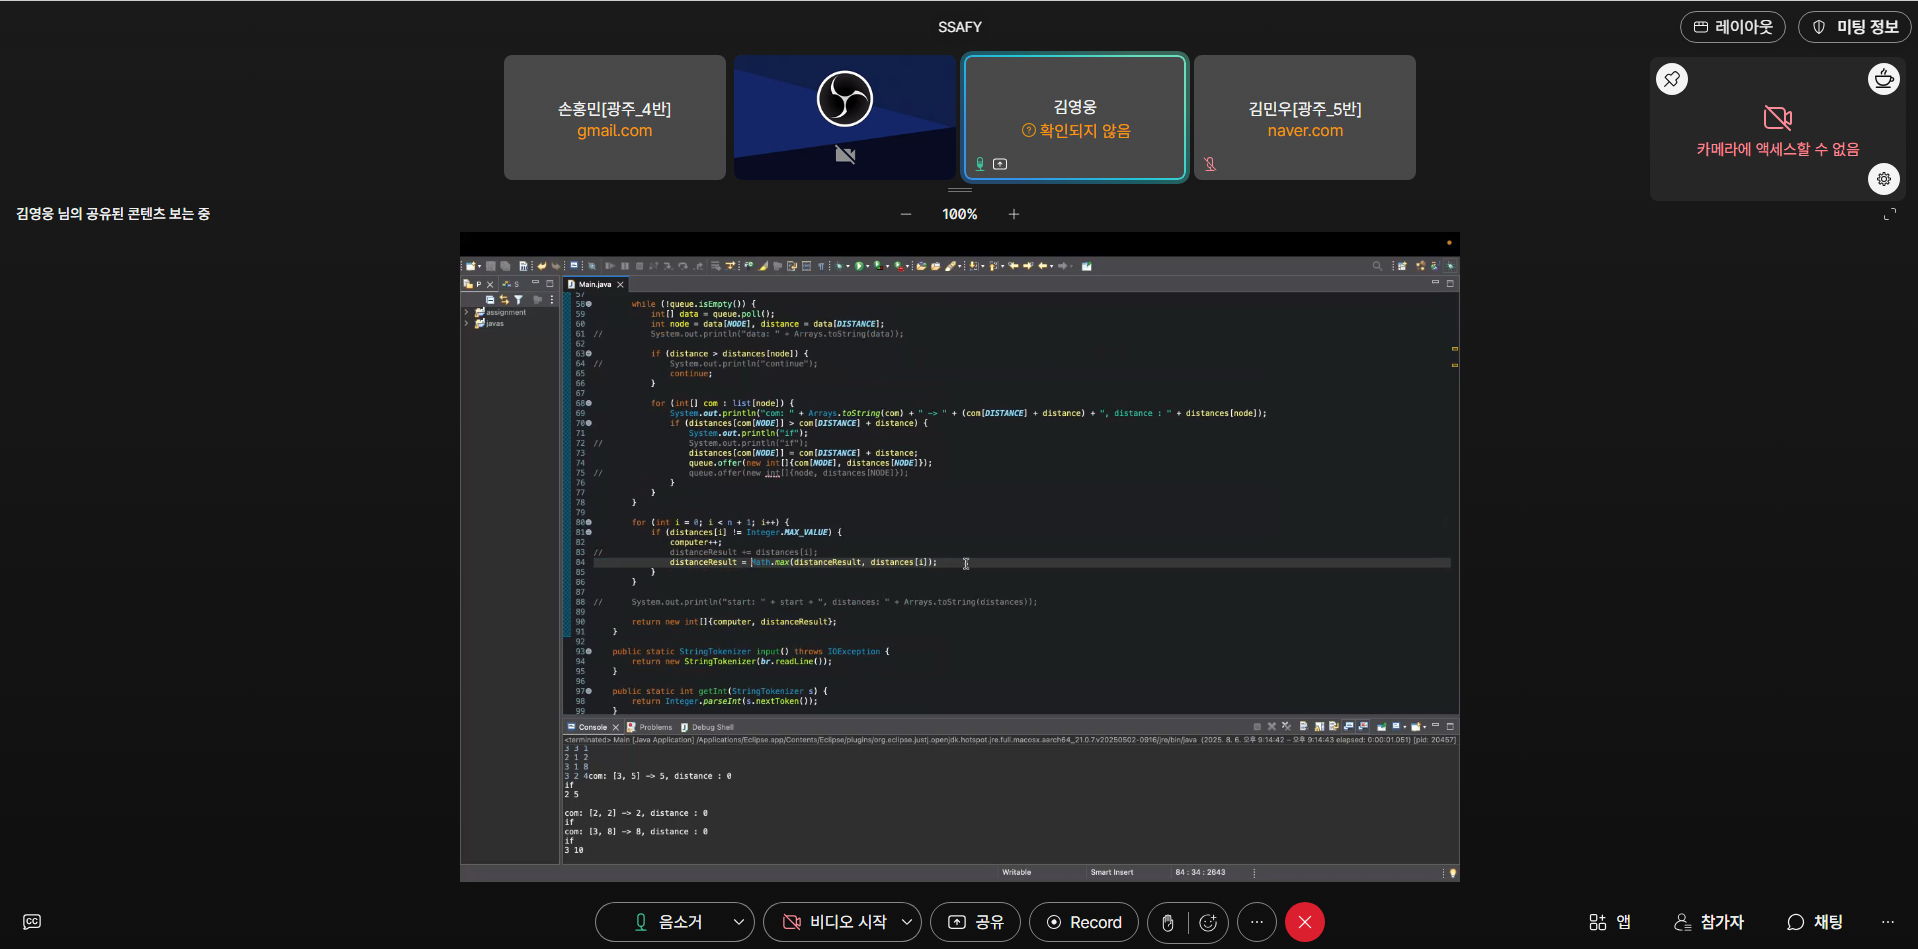 SSAFY
레이아웃
미팅 정보
손홍민[광주_4반]
gmail.com
김영웅
확인되지 않음
김민우[광주_5반]
naver.com
카메라에 액세스할 수 없음
김영웅 님의 공유된 콘텐츠 보는 중
100%
P
S
Main.java
assignment
javas
57
58 while (!queue.isEmpty()) {
59 int[] data = queue.poll();
60 int node = data[NODE], distance = data[DISTANCE];
61 // System.out.println("data: " + Arrays.toString(data));
62
63 if (distance > distances[node]) {
64 // System.out.println("continue");
65 continue;
66 }
67
68 for (int[] com : list[node]) {
69 System.out.println("com: " + Arrays.toString(com) + " -> " + (com[DISTANCE] + distance) + ", distance : " + distances[node]);
70 if (distances[com[NODE]] > com[DISTANCE] + distance) {
71 System.out.println("if");
72 // System.out.println("if");
73 distances[com[NODE]] = com[DISTANCE] + distance;
74 queue.offer(new int[]{com[NODE], distances[NODE]});
75 // queue.offer(new int[]{node, distances[NODE]});
76 }
77 }
78 }
79
80 for (int i = 0; i < n + 1; i++) {
81 if (distances[i] != Integer.MAX_VALUE) {
82 computer++;
83 // distanceResult += distances[i];
84 distanceResult = Math.max(distanceResult, distances[i]);
85 }
86 }
87
88 // System.out.println("start: " + start + ", distances: " + Arrays.toString(distances));
89
90 return new int[]{computer, distanceResult};
91 }
92
93 public static StringTokenizer input() throws IOException {
94 return new StringTokenizer(br.readLine());
95 }
96
97 public static int getInt(StringTokenizer s) {
98 return Integer.parseInt(s.nextToken());
99 }
Console
Problems
Debug Shell
<terminated> Main [Java Application] /Applications/Eclipse.app/Contents/Eclipse/plugins/org.eclipse.justj.openjdk.hotspot.jre.full.macosx.aarch64_21.0.7.v20250502-0916/jre/bin/java (2025. 8. 6. 오후 9:14:42 – 오후 9:14:43 elapsed: 0:00:01.051) [pid: 20457]
3 3 1
2 1 2
3 1 8
3 2 4com: [3, 5] -> 5, distance : 0
if
2 5
com: [2, 2] -> 2, distance : 0
if
com: [3, 8] -> 8, distance : 0
if
3 10
Writable
Smart Insert
84 : 34 : 2643
CC
음소거
비디오 시작
공유
Record
앱
참가자
채팅